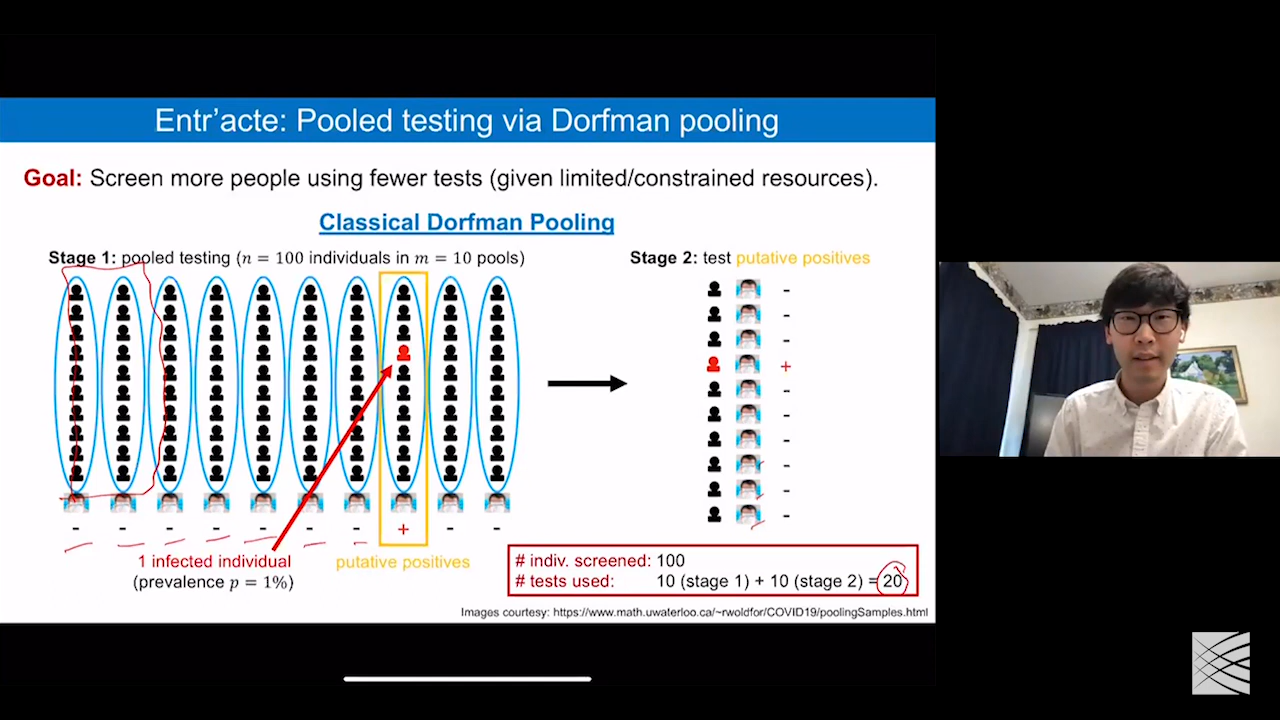 Entr'acte: Pooled testing via Dorfman pooling
Goal: Screen more people using fewer tests (given limited/constrained resources).
Classical Dorfman Pooling
Stage 1: pooled testing (n = 100 individuals in m = 10 pools)
Stage 2: test putative positives
-
-
-
+
-
-
-
-
-
-
- - - - - - - + - -
1 infected individual
(prevalence p = 1%)
putative positives
# indiv. screened: 100
# tests used: 10 (stage 1) + 10 (stage 2) = 20
Images courtesy: https://www.math.uwaterloo.ca/~rwoldfor/COVID19/poolingSamples.html